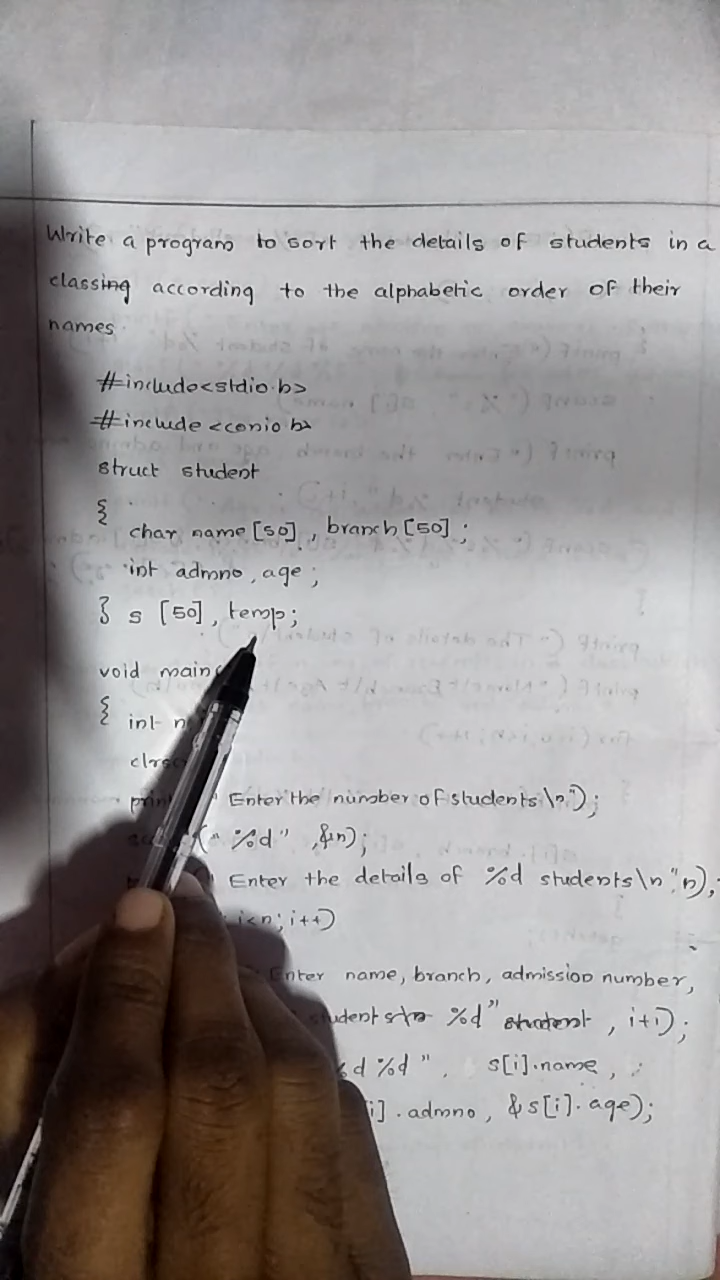 Write a program to sort the details of students in a
classing according to the alphabetic order of their
names
#include<stdio.h>
#include <conio.h>
struct student
{
char name [50] , branch [50] ;
int admno , age ;
} s [50] , temp ;
void main
{ int n
clrsc
Enter the number of students \n");
(" %d" , &n);
Enter the details of %d students \n", n);
i<n; i++)
Enter name, branch, admission number,
students \n %d" student , i+1);
%d %d " , s[i].name ,
i] . admno , & s[i]. age);